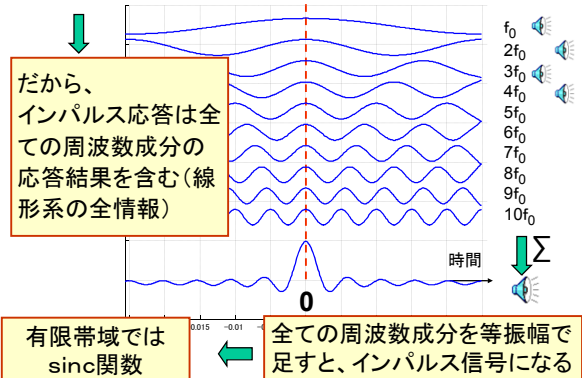 f0
2f0
3f0
4f0
5f0
6f0
7f0
8f0
9f0
10f0
だから、
インパルス応答は全
ての周波数成分の
応答結果を含む(線
形系の全情報)
時間
Σ
0
0.015 -0.01
有限帯域では
sinc関数
全ての周波数成分を等振幅で
足すと、インパルス信号になる